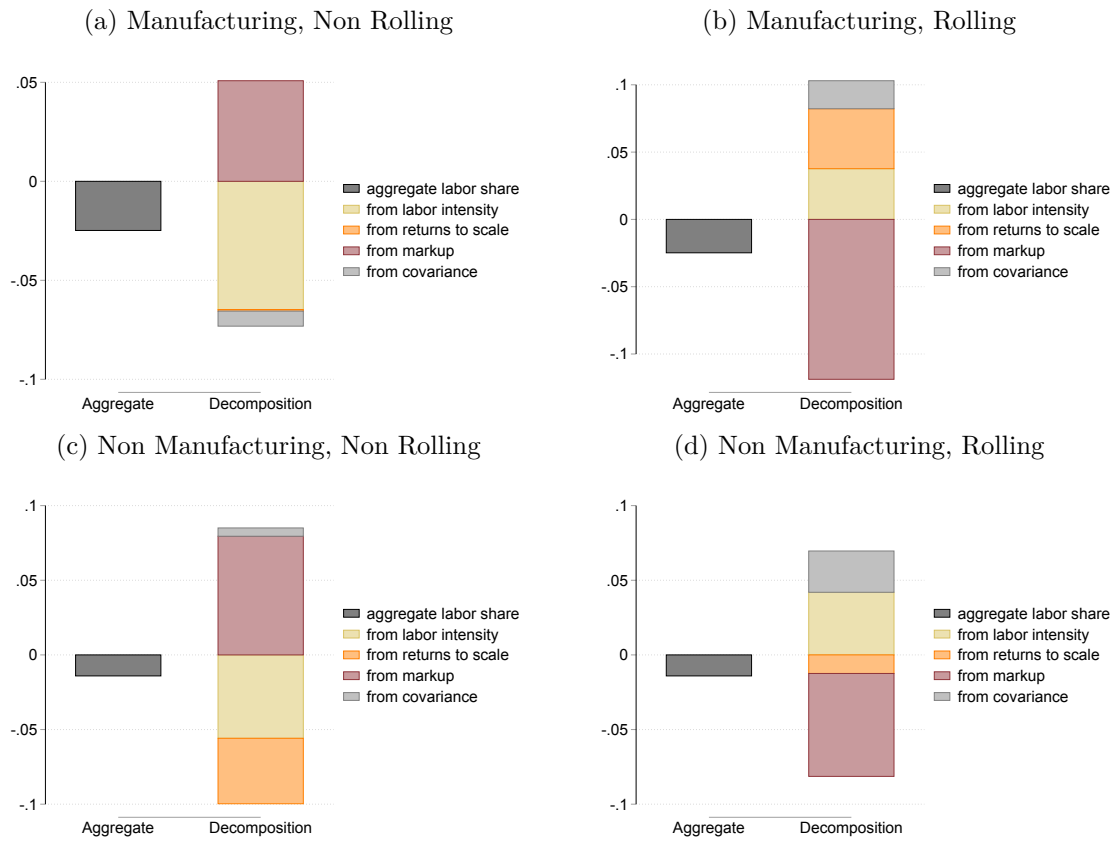 (a) Manufacturing, Non Rolling
.05
0
-.05
-.1
Aggregate
Decomposition
aggregate labor share
from labor intensity
from returns to scale
from markup
from covariance
(b) Manufacturing, Rolling
.1
.05
0
-.05
-.1
Aggregate
Decomposition
aggregate labor share
from labor intensity
from returns to scale
from markup
from covariance
(c) Non Manufacturing, Non Rolling
.1
.05
0
-.05
-.1
Aggregate
Decomposition
aggregate labor share
from labor intensity
from returns to scale
from markup
from covariance
(d) Non Manufacturing, Rolling
.1
.05
0
-.05
-.1
Aggregate
Decomposition
aggregate labor share
from labor intensity
from returns to scale
from markup
from covariance